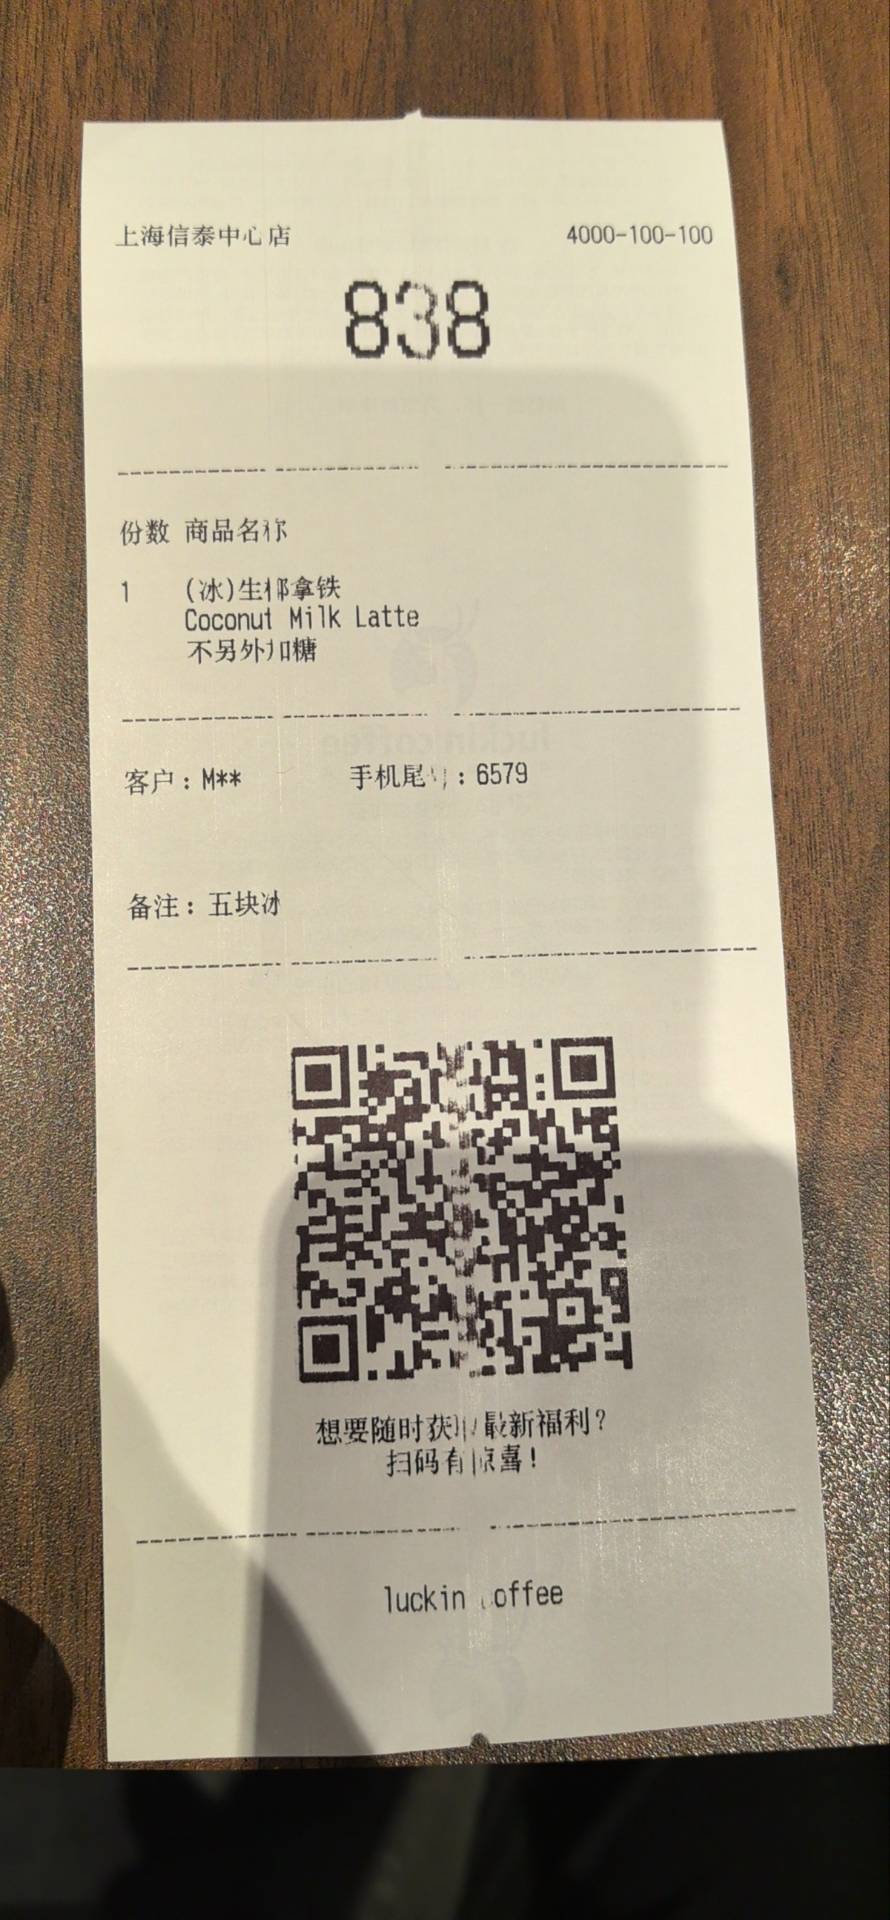 上海信泰中心店 4000-100-100
838
份数 商品名称
1 (冰)生椰拿铁
Coconut Milk Latte
不另外加糖
客户:M** 手机尾号:6579
备注:五块冰
想要随时获取最新福利?
扫码有惊喜!
luckin coffee